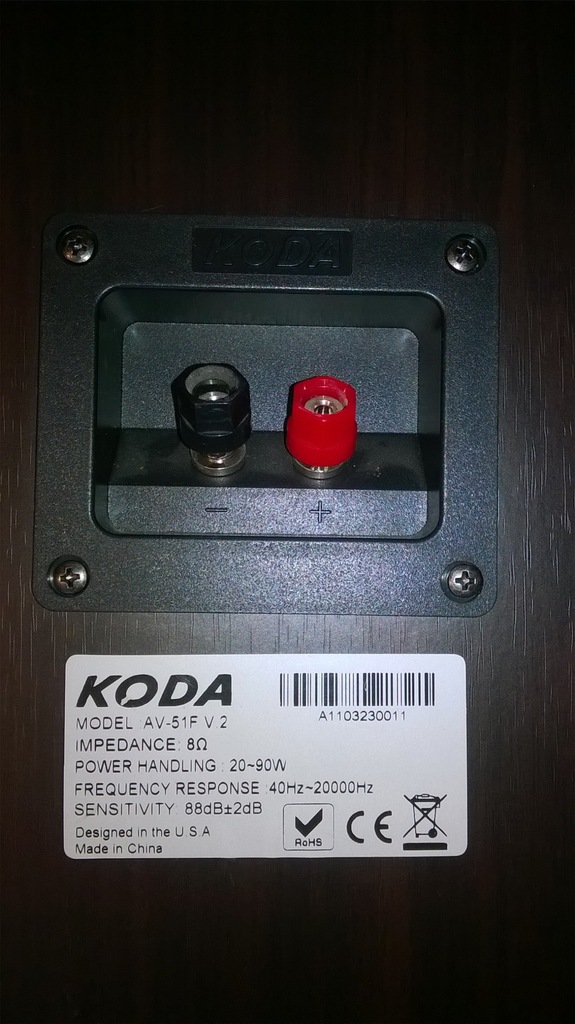 KODA
− +
KODA
A1103230011
MODEL :AV-51F V.2
IMPEDANCE: 8Ω
POWER HANDLING : 20~90W
FREQUENCY RESPONSE :40Hz~20000Hz
SENSITIVITY: 88dB±2dB
Designed in the U.S.A
Made in China
RoHS
CE